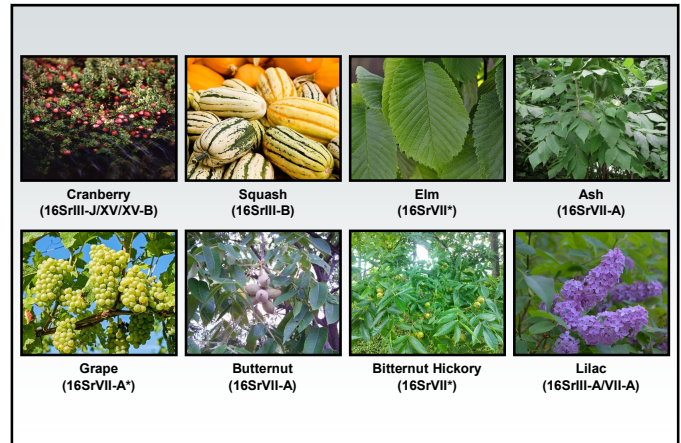 Cranberry
(16SrIII-J/XV/XV-B)
Squash
(16SrIII-B)
Elm
(16SrVII*)
Ash
(16SrVII-A)
Grape
(16SrVII-A*)
Butternut
(16SrVII-A)
Bitternut Hickory
(16SrVII*)
Lilac
(16SrIII-A/VII-A)